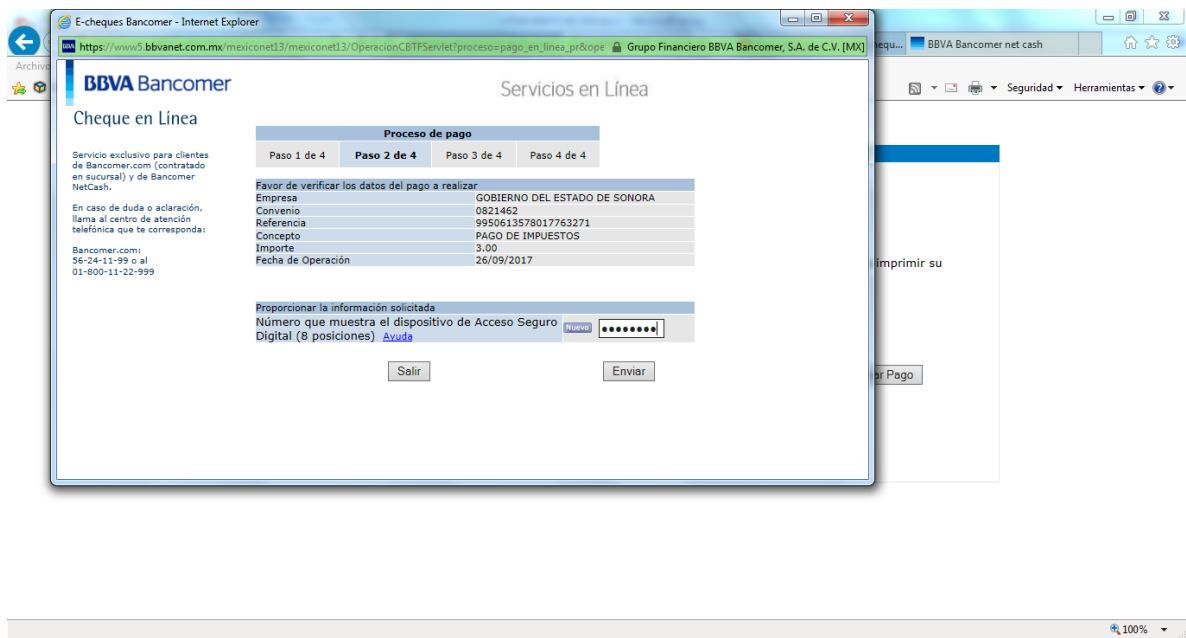 E-cheques Bancomer - Internet Explorer
https://www5.bbvanet.com.mx/mexiconet13/mexiconet13/OperacionCBTFServlet?proceso=pago_en_linea_pr&ope Grupo Financiero BBVA Bancomer, S.A. de C.V. [MX]
BBVA Bancomer net cash
Archivo
Seguridad Herramientas
BBVA Bancomer
Servicios en Línea
Cheque en Línea
Servicio exclusivo para clientes
de Bancomer.com (contratado
en sucursal) y de Bancomer
NetCash.
En caso de duda o aclaración,
llama al centro de atención
telefónica que te corresponda:
Bancomer.com:
56-24-11-99 o al
01-800-11-22-999
Proceso de pago
Paso 1 de 4 Paso 2 de 4 Paso 3 de 4 Paso 4 de 4
Favor de verificar los datos del pago a realizar
Empresa GOBIERNO DEL ESTADO DE SONORA
Convenio 0821462
Referencia 9950613578017763271
Concepto PAGO DE IMPUESTOS
Importe 3.00
Fecha de Operación 26/09/2017
Proporcionar la información solicitada
Número que muestra el dispositivo de Acceso Seguro
Digital (8 posiciones) Ayuda
Nuevo ••••••••
Salir Enviar
imprimir su
ar Pago
100%